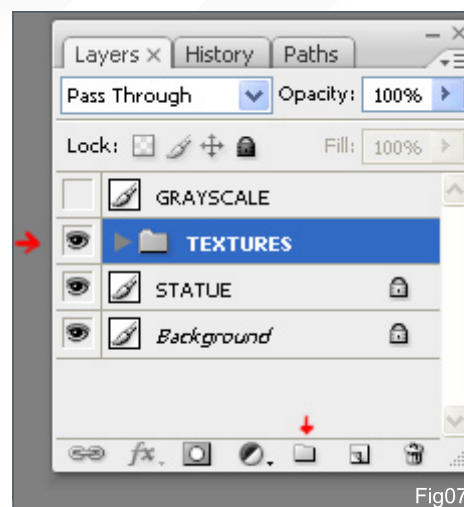 Layers × History Paths
Pass Through Opacity: 100%
Lock: Fill: 100%
GRAYSCALE
TEXTURES
STATUE
Background
fx.
Fig07